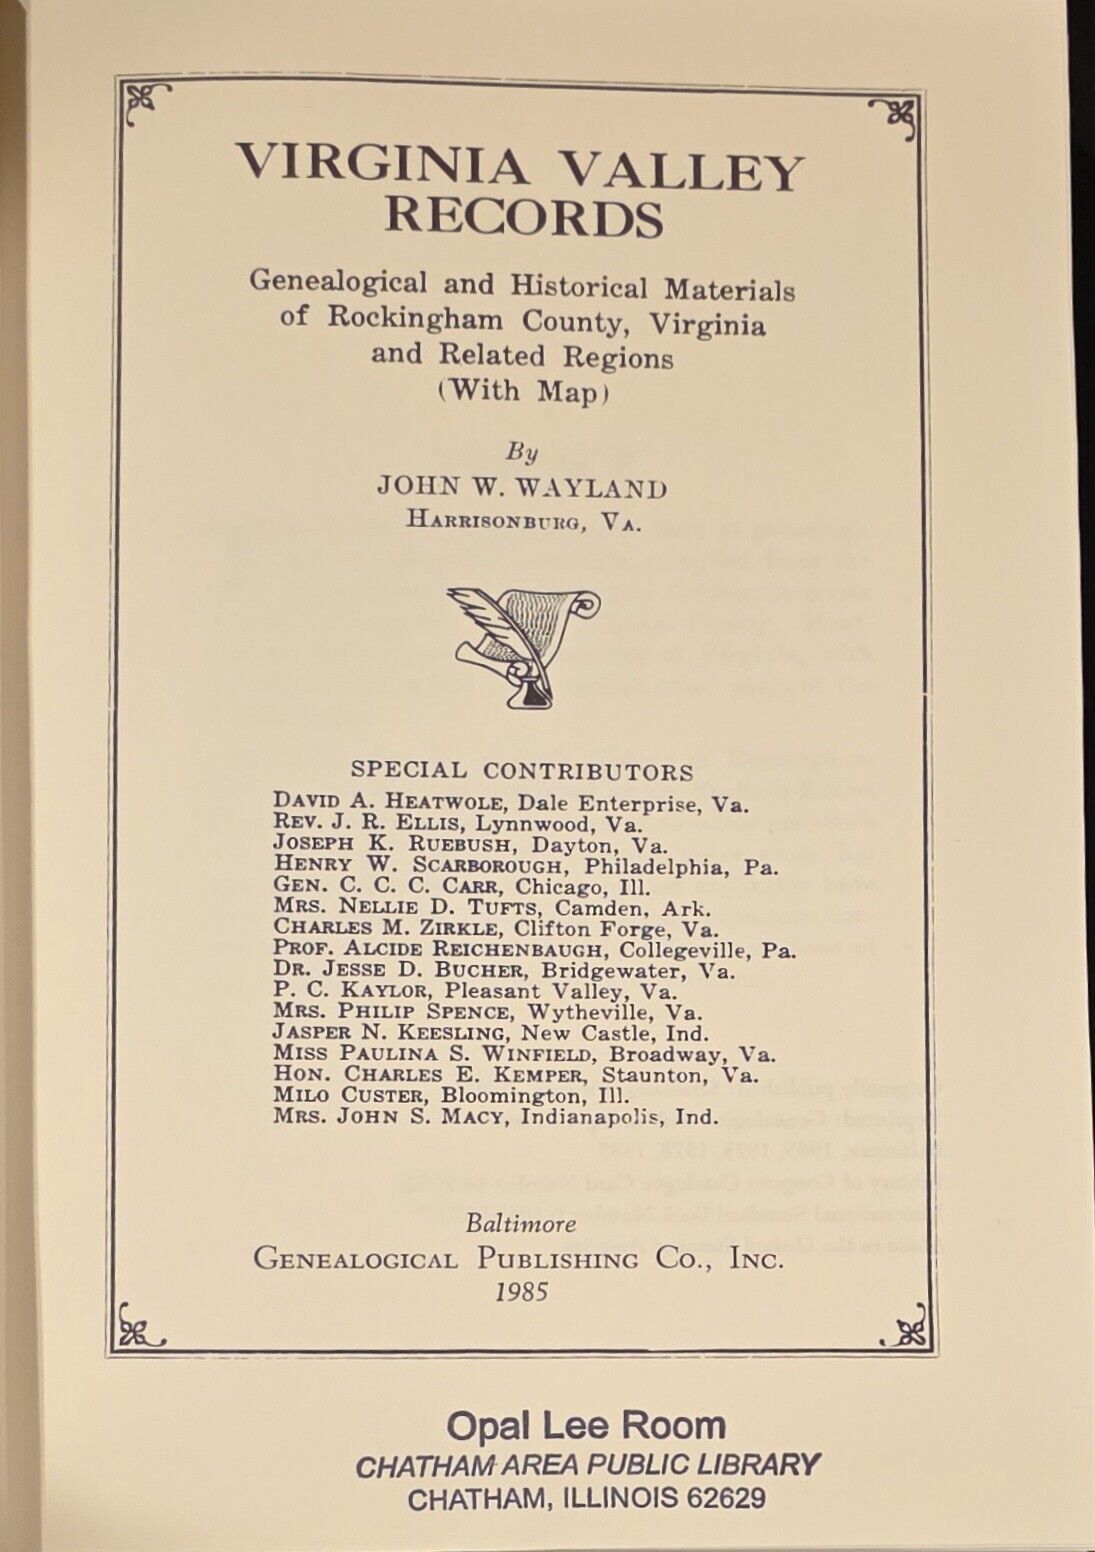 VIRGINIA VALLEY
RECORDS
Genealogical and Historical Materials
of Rockingham County, Virginia
and Related Regions
(With Map)
By
JOHN W. WAYLAND
HARRISONBURG, VA.
SPECIAL CONTRIBUTORS
DAVID A. HEATWOLE, Dale Enterprise, Va.
REV. J. R. ELLIS, Lynnwood, Va.
JOSEPH K. RUEBUSH, Dayton, Va.
HENRY W. SCARBOROUGH, Philadelphia, Pa.
GEN. C. C. C. CARR, Chicago, Ill.
MRS. NELLIE D. TUFTS, Camden, Ark.
CHARLES M. ZIRKLE, Clifton Forge, Va.
PROF. ALCIDE REICHENBAUGH, Collegeville, Pa.
DR. JESSE D. BUCHER, Bridgewater, Va.
P. C. KAYLOR, Pleasant Valley, Va.
MRS. PHILIP SPENCE, Wytheville, Va.
JASPER N. KEESLING, New Castle, Ind.
MISS PAULINA S. WINFIELD, Broadway, Va.
HON. CHARLES E. KEMPER, Staunton, Va.
MILO CUSTER, Bloomington, Ill.
MRS. JOHN S. MACY, Indianapolis, Ind.
Baltimore
GENEALOGICAL PUBLISHING CO., INC.
1985
Opal Lee Room
CHATHAM AREA PUBLIC LIBRARY
CHATHAM, ILLINOIS 62629